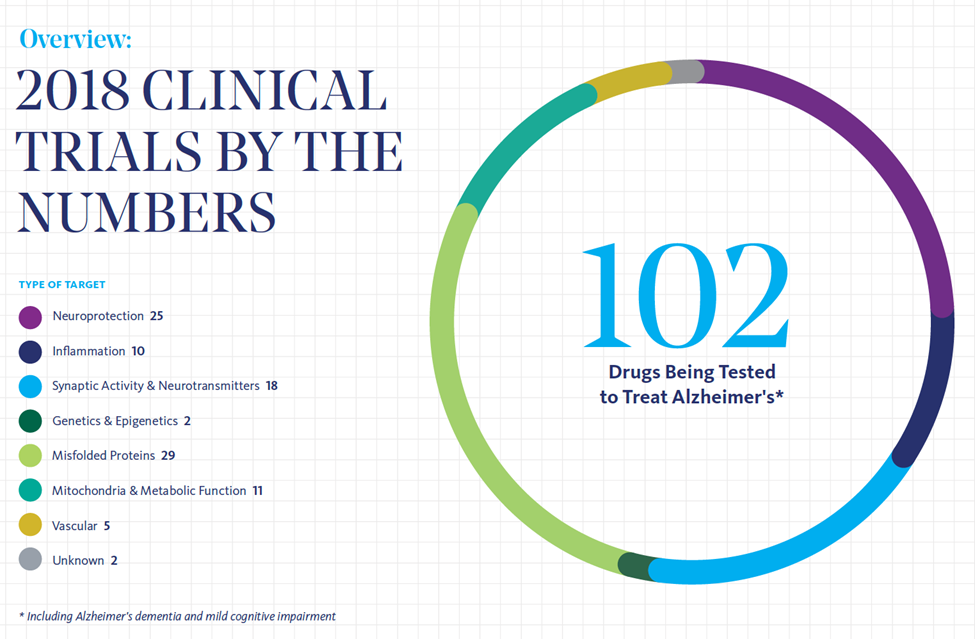 Overview:
2018 CLINICAL
TRIALS BY THE
NUMBERS
TYPE OF TARGET
Neuroprotection 25
Inflammation 10
Synaptic Activity & Neurotransmitters 18
Genetics & Epigenetics 2
Misfolded Proteins 29
Mitochondria & Metabolic Function 11
Vascular 5
Unknown 2
* Including Alzheimer's dementia and mild cognitive impairment
102
Drugs Being Tested
to Treat Alzheimer's*